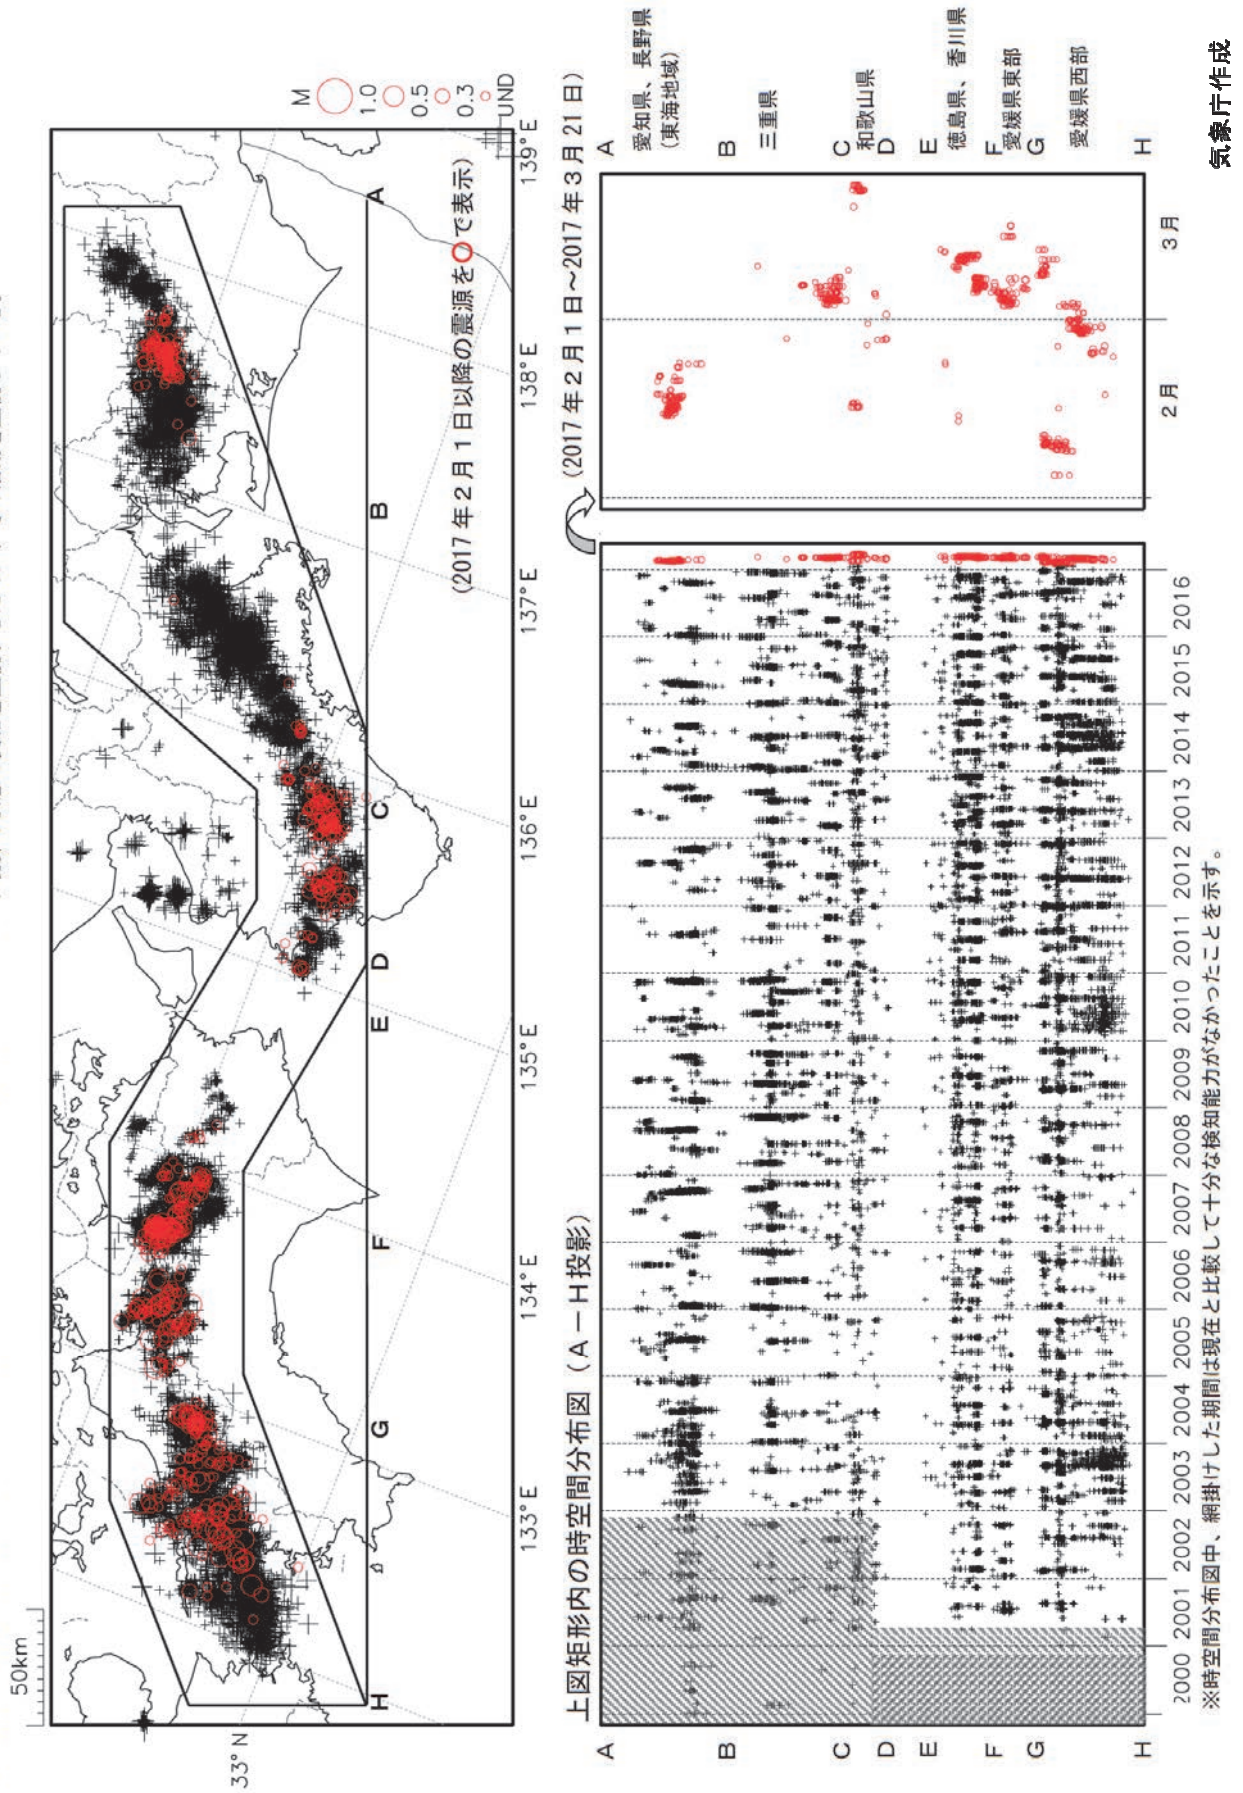 50km
33°N
133°E
134°E
135°E
136°E
137°E
138°E
139°E
H
G
F
E
D
C
B
A
M
1.0
0.5
0.3
UND
(2017年2月1日以降の震源を○で表示)
上図矩形内の時空間分布図(A-H投影)
(2017年2月1日~2017年3月21日)
A
B
C
D
E
F
G
H
2000
2001
2002
2003
2004
2005
2006
2007
2008
2009
2010
2011
2012
2013
2014
2015
2016
2月
3月
A
愛知県、長野県
(東海地域)
B
三重県
C
和歌山県
D
E
徳島県、香川県
F
愛媛県東部
G
愛媛県西部
H
※時空間分布図中、網掛けした期間は現在と比較して十分な検知能力がなかったことを示す。
気象庁作成